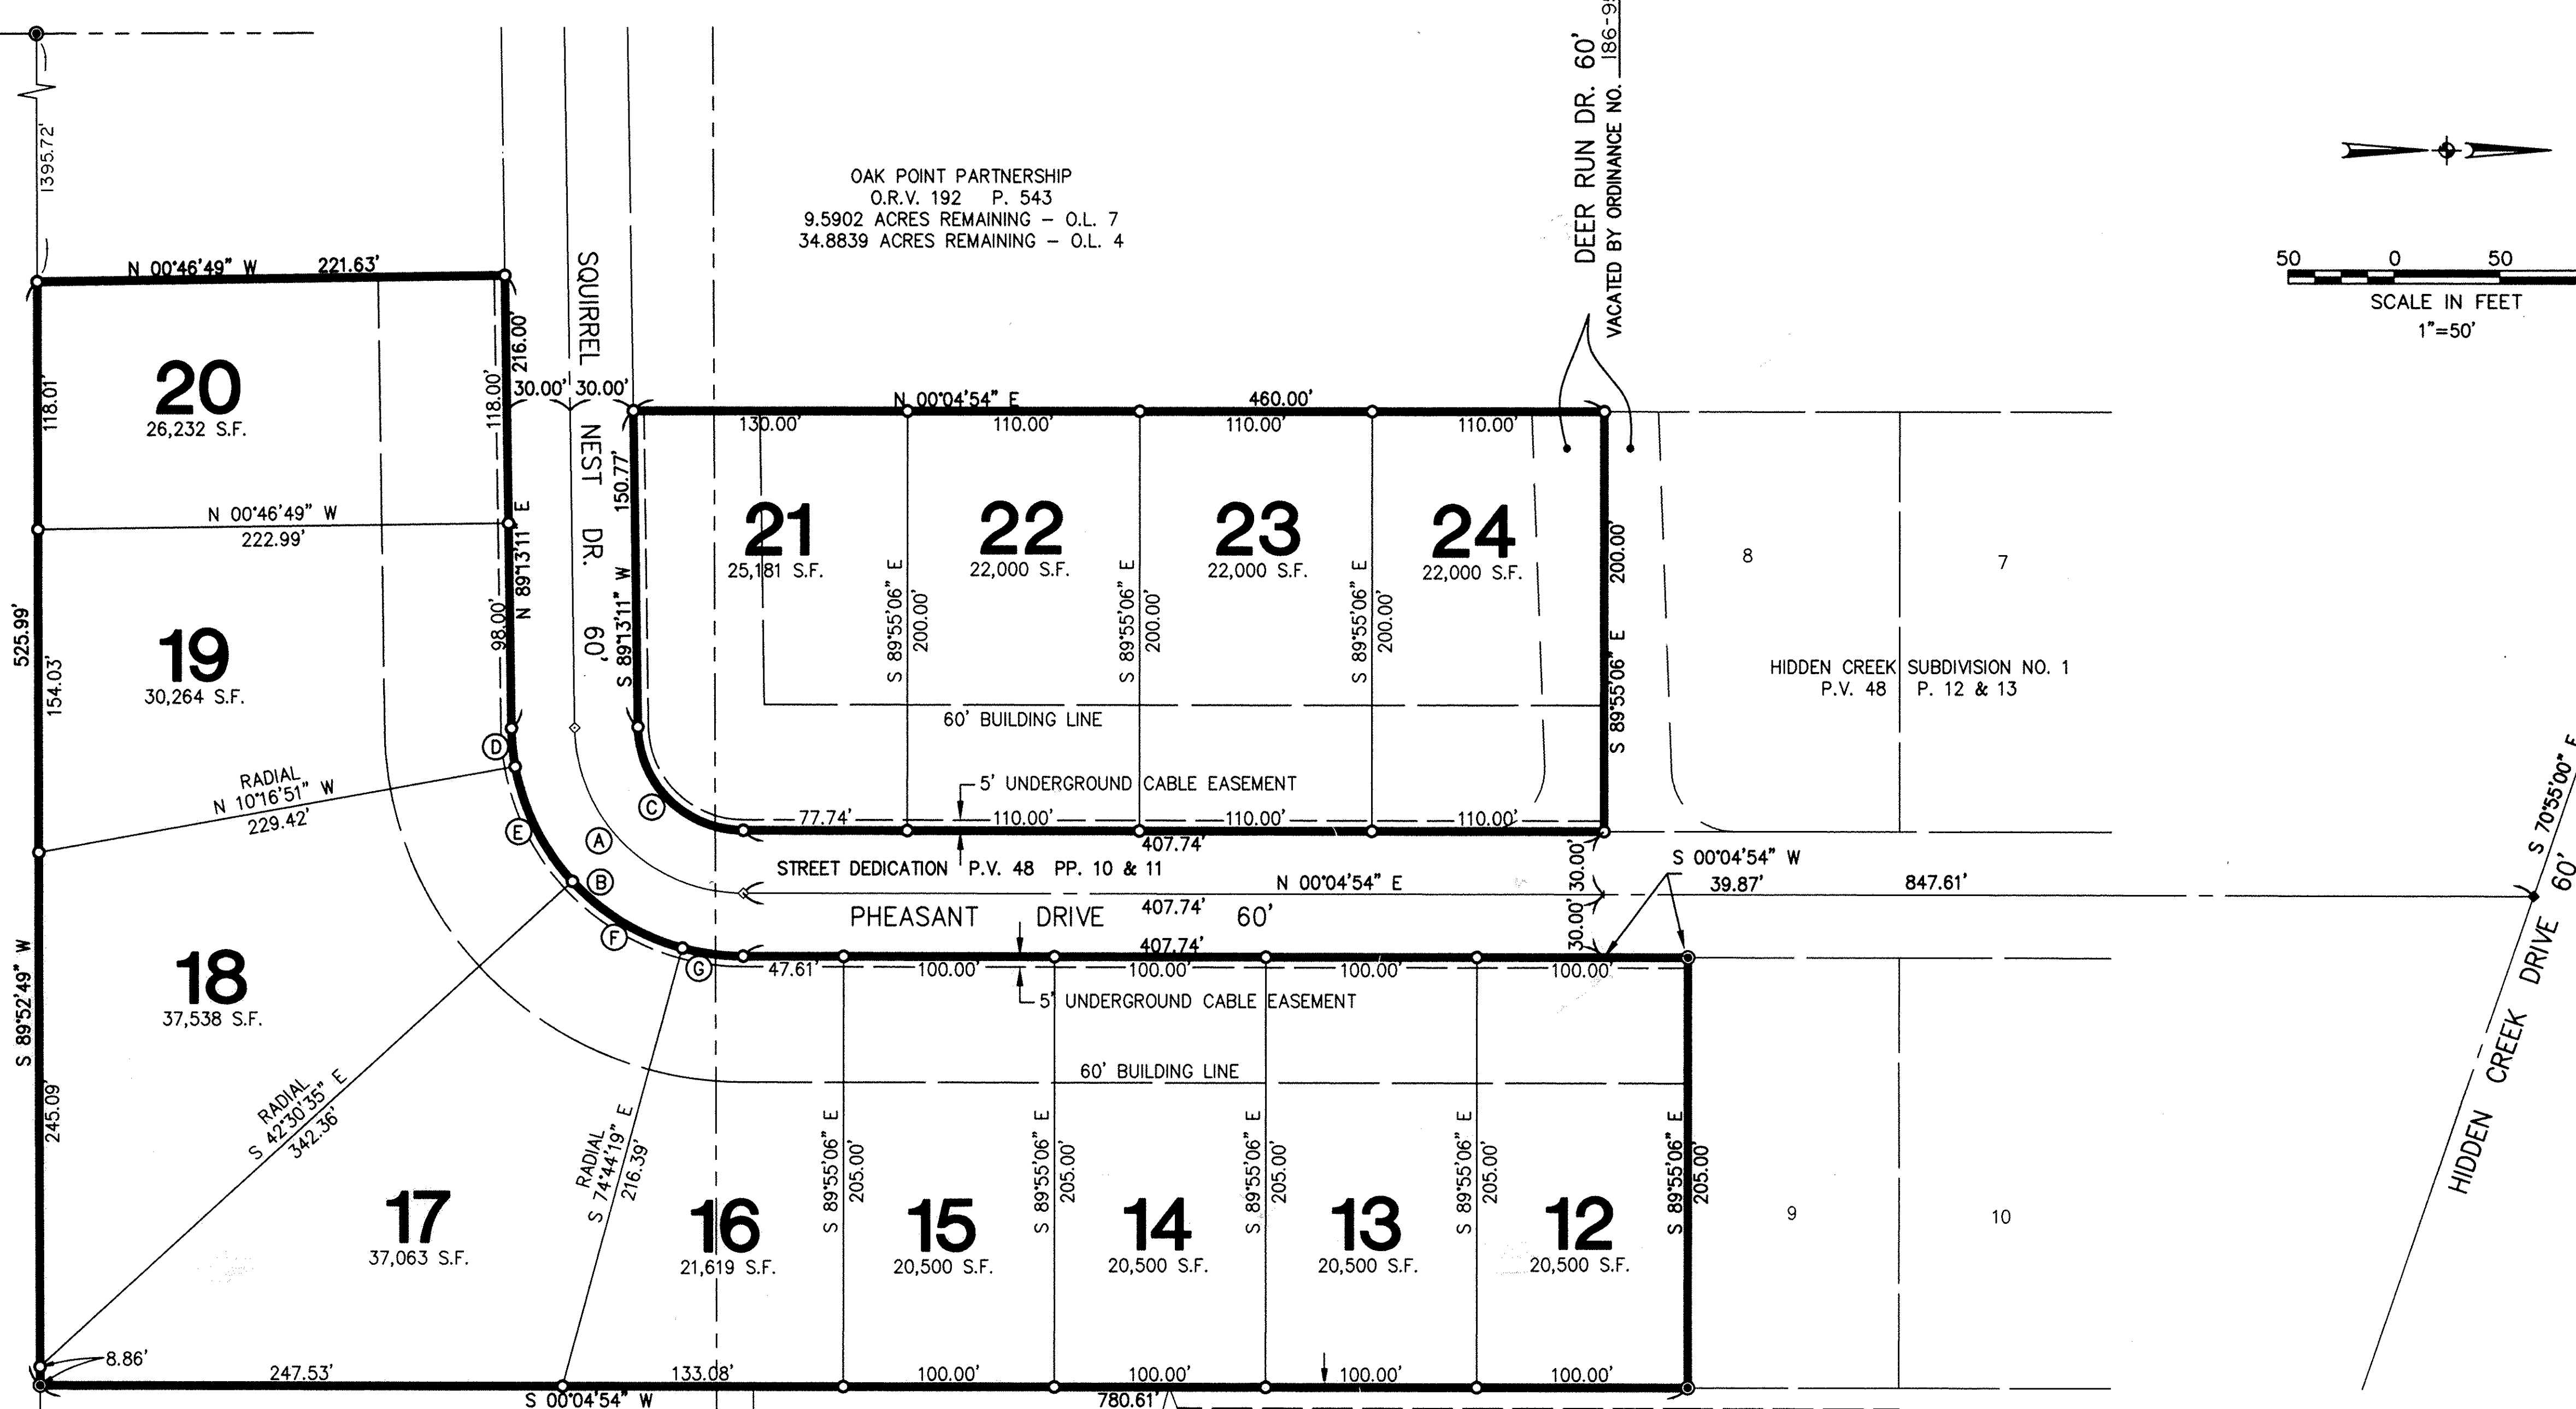 1395.72'
OAK POINT PARTNERSHIP
O.R.V. 192 P. 543
9.5902 ACRES REMAINING – O.L. 7
34.8839 ACRES REMAINING – O.L. 4
DEER RUN DR. 60'
VACATED BY ORDINANCE NO.
50 0 50
SCALE IN FEET
1"=50'
N 00°46'49" W 221.63'
SQUIRREL NEST DR. 60'
216.00'
118.00'
30.00' 30.00'
20
26,232 S.F.
118.01'
N 00°46'49" W
222.99'
N 89°13'11" E
98.00'
525.99'
19
30,264 S.F.
154.03'
RADIAL
N 10°16'51" W
229.42'
N 00°04'54" E 460.00'
130.00' 110.00' 110.00' 110.00'
150.77'
S 89°13'11" W
21
25,181 S.F.
S 89°55'06" E
200.00'
22
22,000 S.F.
S 89°55'06" E
200.00'
23
22,000 S.F.
S 89°55'06" E
200.00'
24
22,000 S.F.
S 89°55'06" E
200.00'
8
7
HIDDEN CREEK SUBDIVISION NO. 1
P.V. 48 P. 12 & 13
60' BUILDING LINE
5' UNDERGROUND CABLE EASEMENT
77.74' 110.00' 110.00' 110.00'
407.74'
D
E
C
A
B
F
G
STREET DEDICATION P.V. 48 PP. 10 & 11
N 00°04'54" E
407.74'
PHEASANT DRIVE 60'
407.74'
30.00' 30.00'
S 00°04'54" W
39.87' 847.61'
S 70°55'00" E
HIDDEN CREEK DRIVE 60'
47.61' 100.00' 100.00' 100.00' 100.00'
5' UNDERGROUND CABLE EASEMENT
60' BUILDING LINE
S 89°52'49" W
18
37,538 S.F.
245.09'
RADIAL
S 42°30'35" E
342.36'
17
37,063 S.F.
RADIAL
S 74°44'19" E
216.39'
16
21,619 S.F.
S 89°55'06" E
205.00'
15
20,500 S.F.
S 89°55'06" E
205.00'
14
20,500 S.F.
S 89°55'06" E
205.00'
13
20,500 S.F.
S 89°55'06" E
205.00'
12
20,500 S.F.
S 89°55'06" E
205.00'
9
10
8.86'
247.53' 133.08' 100.00' 100.00' 100.00' 100.00'
S 00°04'54" W 780.61'